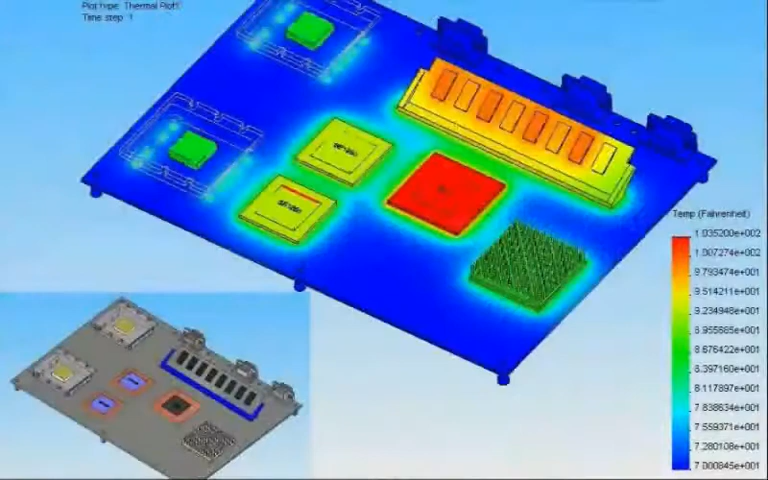 Plot type: Thermal Plot1
Time step: 1
Temp (Fahrenheit)
1.035200e+002
1.007274e+002
9.793474e+001
9.514211e+001
9.234948e+001
8.955685e+001
8.676422e+001
8.397160e+001
8.117897e+001
7.838634e+001
7.559371e+001
7.280108e+001
7.000845e+001